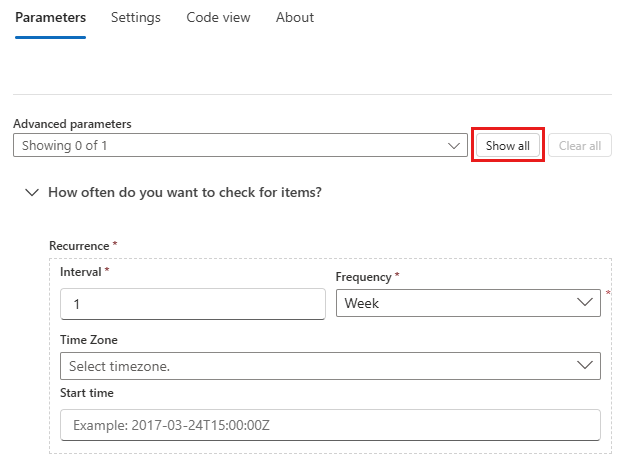 Parameters Settings Code view About
Advanced parameters
Showing 0 of 1 Show all Clear all
How often do you want to check for items?
Recurrence *
Interval * Frequency *
1 Week *
Time Zone
Select timezone.
Start time
Example: 2017-03-24T15:00:00Z